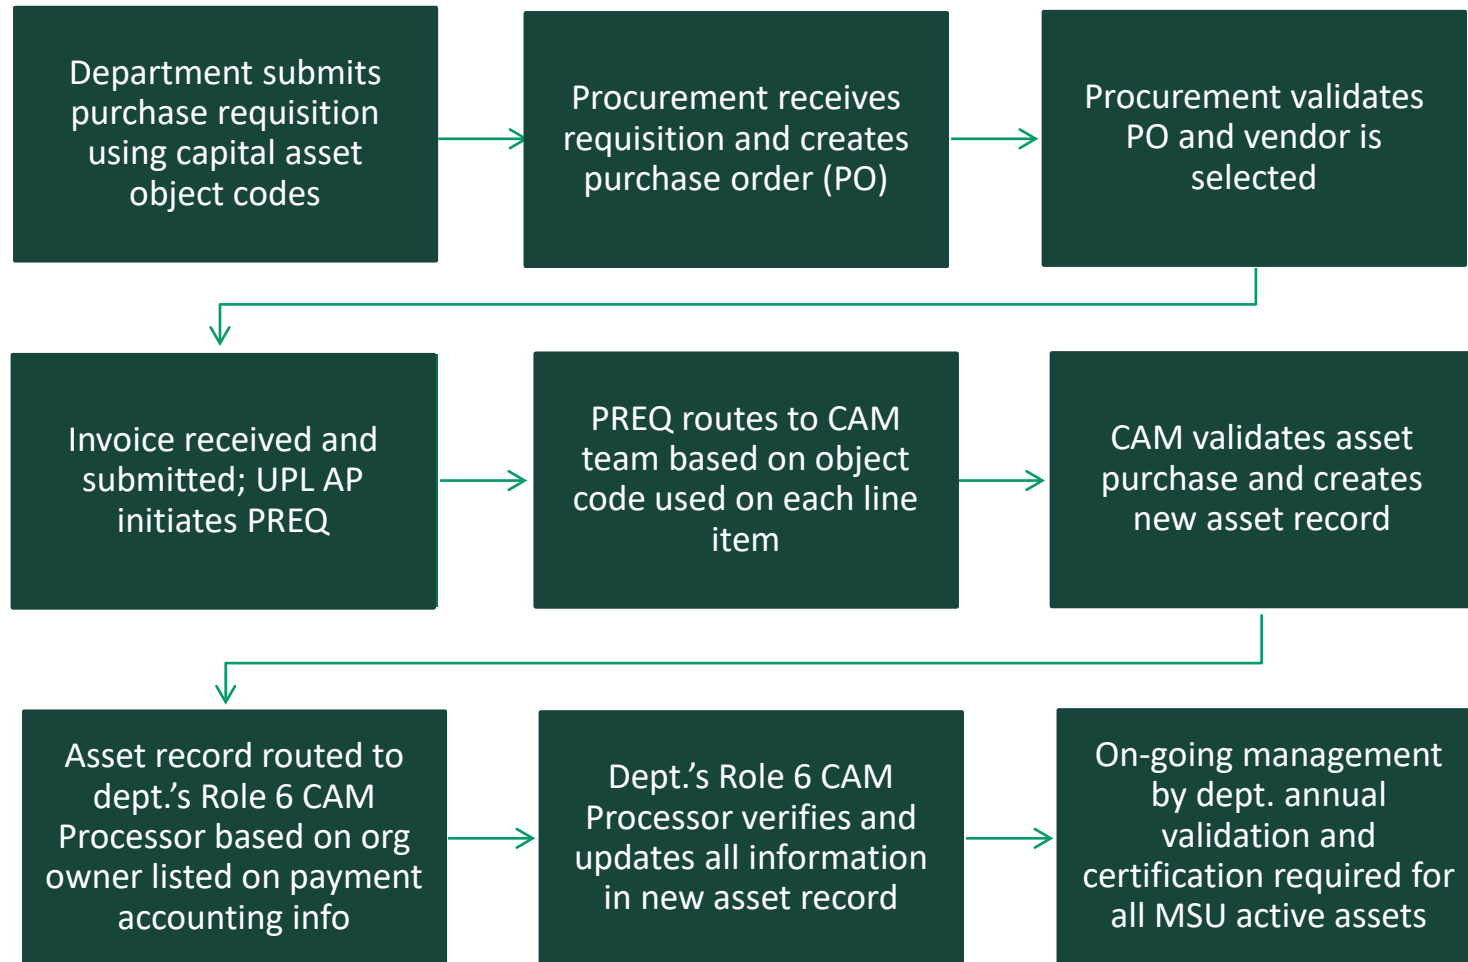 Department submits
purchase requisition
using capital asset
object codes
Procurement receives
requisition and creates
purchase order (PO)
Procurement validates
PO and vendor is
selected
Invoice received and
submitted; UPL AP
initiates PREQ
PREQ routes to CAM
team based on object
code used on each line
item
CAM validates asset
purchase and creates
new asset record
Asset record routed to
dept.’s Role 6 CAM
Processor based on org
owner listed on payment
accounting info
Dept.’s Role 6 CAM
Processor verifies and
updates all information
in new asset record
On-going management
by dept. annual
validation and
certification required for
all MSU active assets